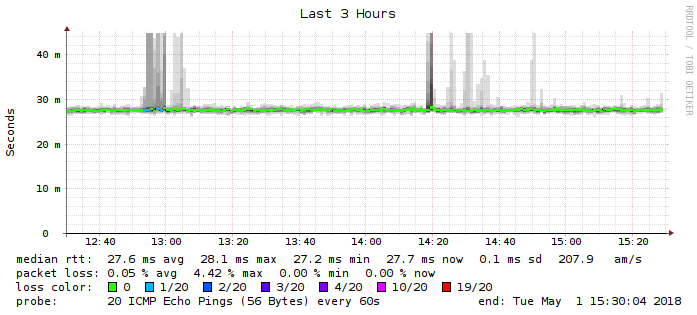 Last 3 Hours
RRDTOOL / TOBI OETIKER
Seconds
40 m
30 m
20 m
10 m
0
12:40 13:00 13:20 13:40 14:00 14:20 14:40 15:00 15:20
median rtt: 27.6 ms avg 28.1 ms max 27.2 ms min 27.7 ms now 0.1 ms sd 207.9 am/s
packet loss: 0.05 % avg 4.42 % max 0.00 % min 0.00 % now
loss color: 0 1/20 2/20 3/20 4/20 10/20 19/20
probe: 20 ICMP Echo Pings (56 Bytes) every 60s end: Tue May 1 15:30:04 2018